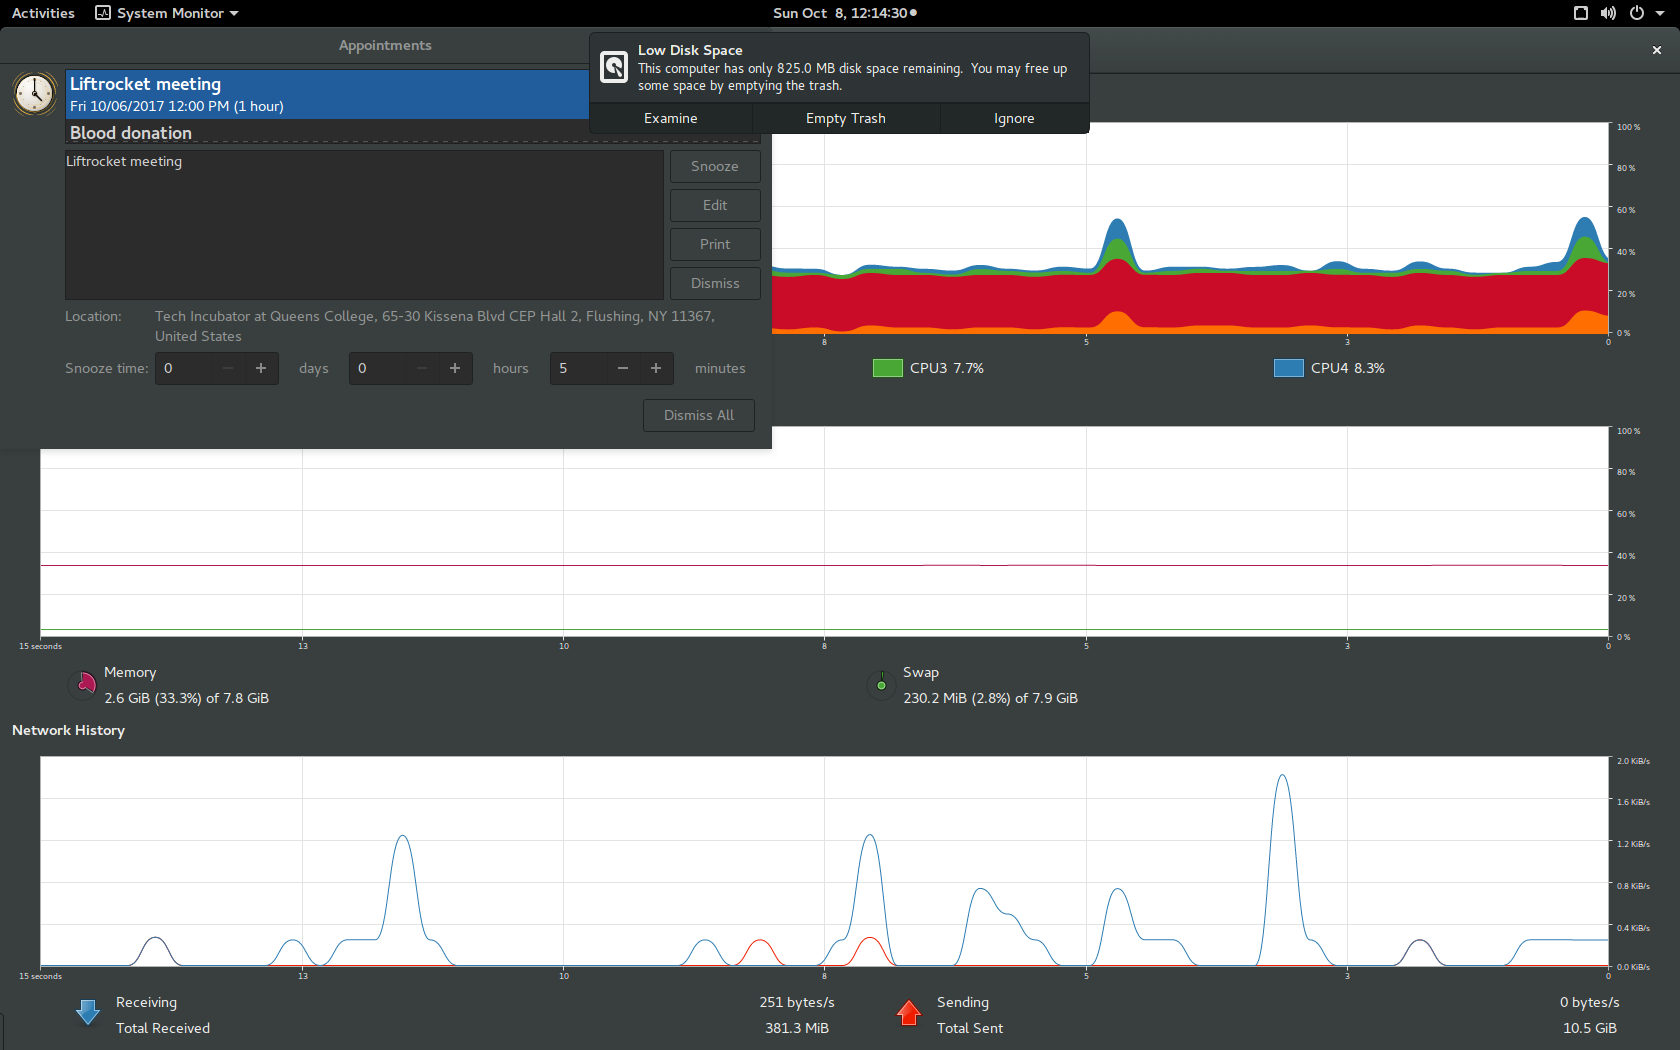 Activities
System Monitor
Sun Oct  8, 12:14:30
Appointments
Low Disk Space
This computer has only 825.0 MB disk space remaining.  You may free up
some space by emptying the trash.
Examine
Empty Trash
Ignore
Liftrocket meeting
Fri 10/06/2017 12:00 PM (1 hour)
Blood donation
Liftrocket meeting
Snooze
Edit
Print
Dismiss
Location:
Tech Incubator at Queens College, 65-30 Kissena Blvd CEP Hall 2, Flushing, NY 11367,
United States
Snooze time:
0
days
0
hours
5
minutes
Dismiss All
100 %
80 %
60 %
40 %
20 %
0 %
8
5
3
0
CPU3 7.7%
CPU4 8.3%
100 %
80 %
60 %
40 %
20 %
0 %
15 seconds
13
10
8
5
3
0
Memory
2.6 GiB (33.3%) of 7.8 GiB
Swap
230.2 MiB (2.8%) of 7.9 GiB
Network History
2.0 KiB/s
1.6 KiB/s
1.2 KiB/s
0.8 KiB/s
0.4 KiB/s
0.0 KiB/s
15 seconds
13
10
8
5
3
0
Receiving
251 bytes/s
Total Received
381.3 MiB
Sending
0 bytes/s
Total Sent
10.5 GiB